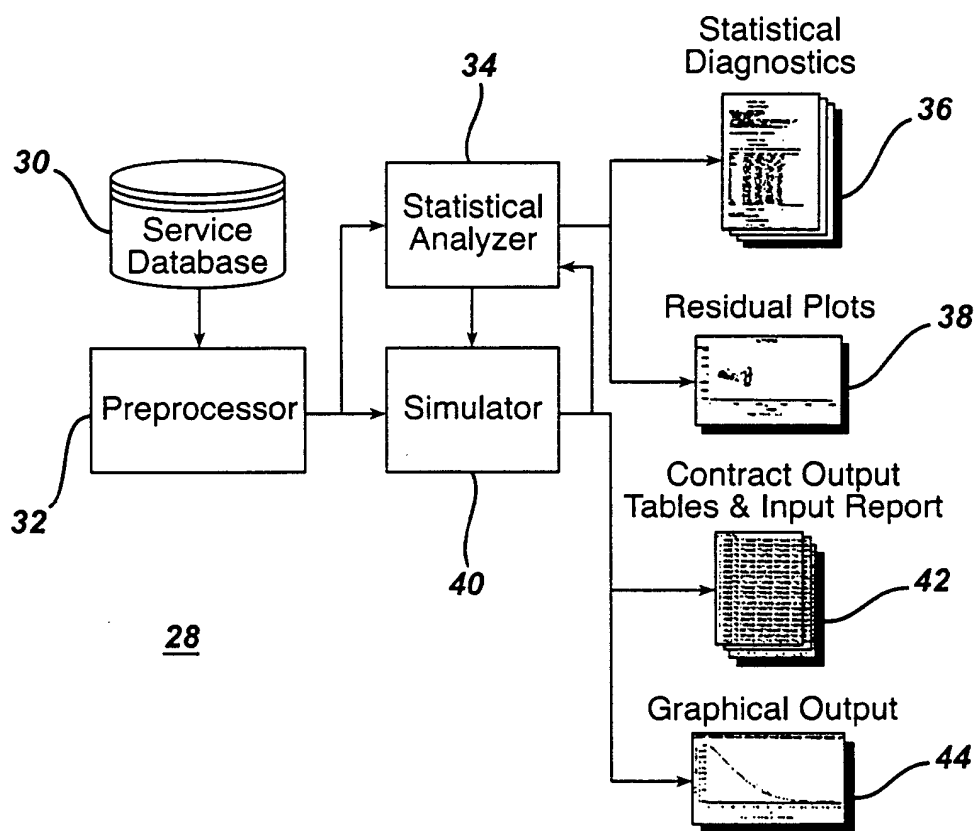 Statistical
Diagnostics
34
36
30
Service
Database
Statistical
Analyzer
Residual Plots
38
Preprocessor
Simulator
32
40
Contract Output
Tables & Input Report
42
28
Graphical Output
44